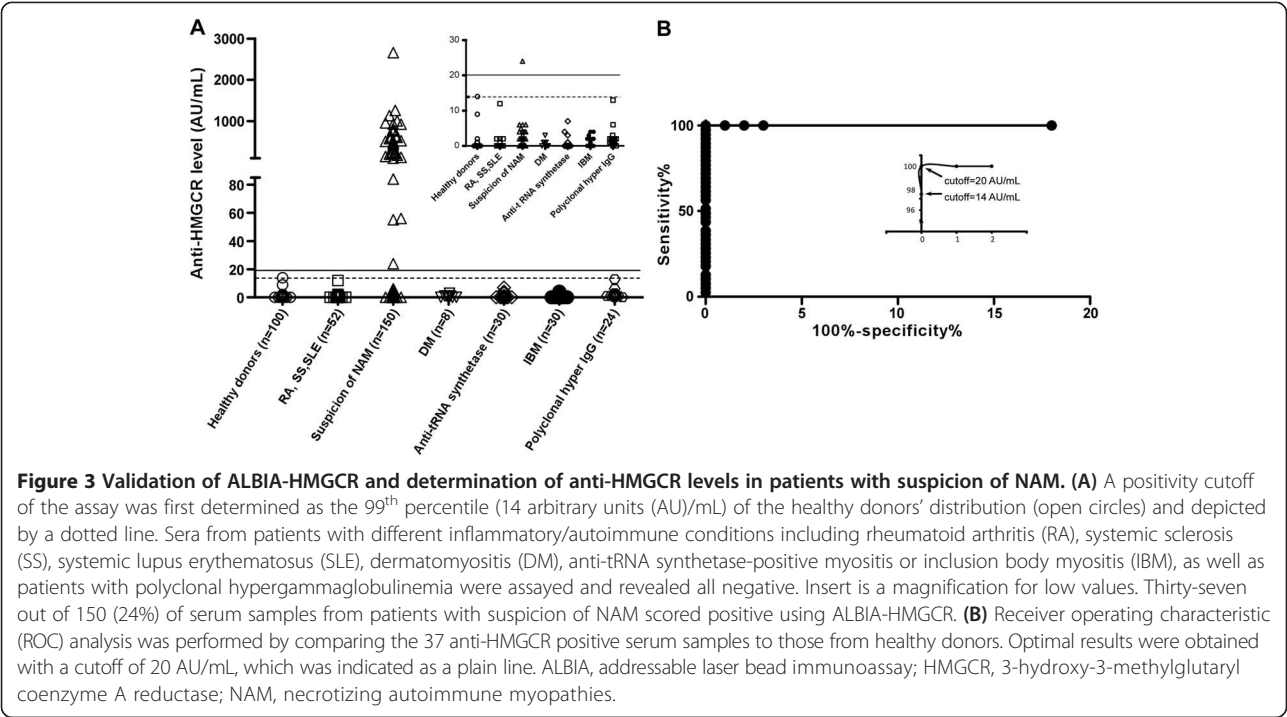 A
B
Anti-HMGCR level (AU/mL)
3000
2000
1000
80
60
40
20
0
30
20
10
0
Healthy donors
RA, SS,SLE
Suspicion of NAM
DM
Anti-t RNA synthetase
IBM
Polyclonal hyper IgG
Healthy donors (n=100)
RA, SS,SLE (n=52)
Suspicion of NAM (n=150)
DM (n=8)
Anti-tRNA synthetase (n=30)
IBM (n=30)
Polyclonal hyper IgG (n=24)
Sensitivity%
100
50
0
100
98
96
cutoff=20 AU/mL
cutoff=14 AU/mL
0 1 2
0 5 10 15 20
100%-specificity%
Figure 3 Validation of ALBIA-HMGCR and determination of anti-HMGCR levels in patients with suspicion of NAM. (A) A positivity cutoff
of the assay was first determined as the 99th percentile (14 arbitrary units (AU)/mL) of the healthy donors’ distribution (open circles) and depicted
by a dotted line. Sera from patients with different inflammatory/autoimmune conditions including rheumatoid arthritis (RA), systemic sclerosis
(SS), systemic lupus erythematosus (SLE), dermatomyositis (DM), anti-tRNA synthetase-positive myositis or inclusion body myositis (IBM), as well as
patients with polyclonal hypergammaglobulinemia were assayed and revealed all negative. Insert is a magnification for low values. Thirty-seven
out of 150 (24%) of serum samples from patients with suspicion of NAM scored positive using ALBIA-HMGCR. (B) Receiver operating characteristic
(ROC) analysis was performed by comparing the 37 anti-HMGCR positive serum samples to those from healthy donors. Optimal results were obtained
with a cutoff of 20 AU/mL, which was indicated as a plain line. ALBIA, addressable laser bead immunoassay; HMGCR, 3-hydroxy-3-methylglutaryl
coenzyme A reductase; NAM, necrotizing autoimmune myopathies.